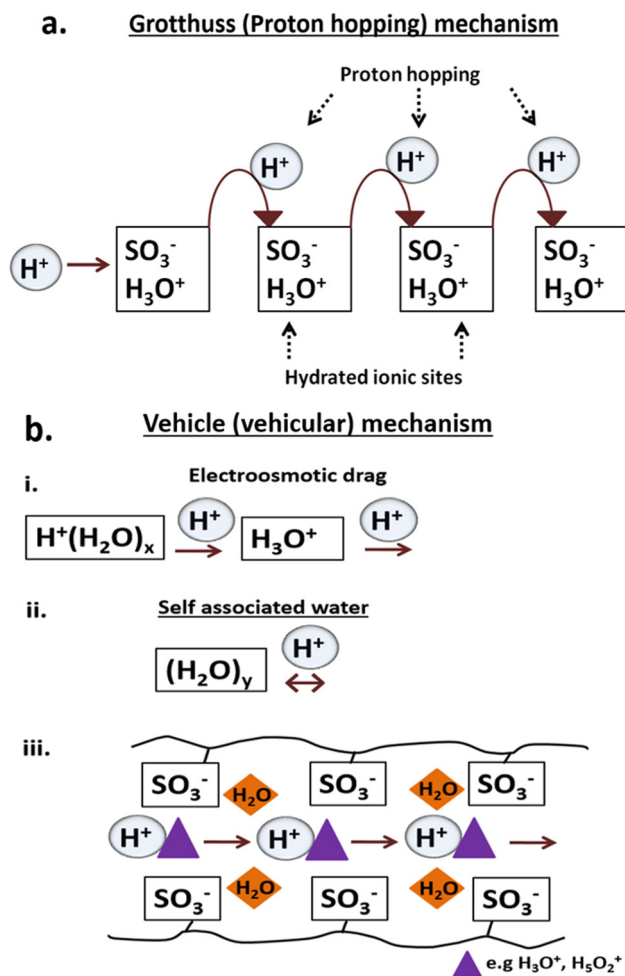 a. Grotthuss (Proton hopping) mechanism
Proton hopping
H⁺ H⁺ H⁺
H⁺ SO₃⁻ SO₃⁻ SO₃⁻ SO₃⁻
H₃O⁺ H₃O⁺ H₃O⁺ H₃O⁺
Hydrated ionic sites
b. Vehicle (vehicular) mechanism
i. Electroosmotic drag
H⁺(H₂O)ₓ H⁺ H₃O⁺ H⁺
ii. Self associated water
(H₂O)y H⁺
iii.
SO₃⁻ H₂O SO₃⁻ H₂O SO₃⁻
H⁺ H⁺ H⁺
SO₃⁻ H₂O SO₃⁻ H₂O SO₃⁻
e.g H₃O⁺, H₅O₂⁺